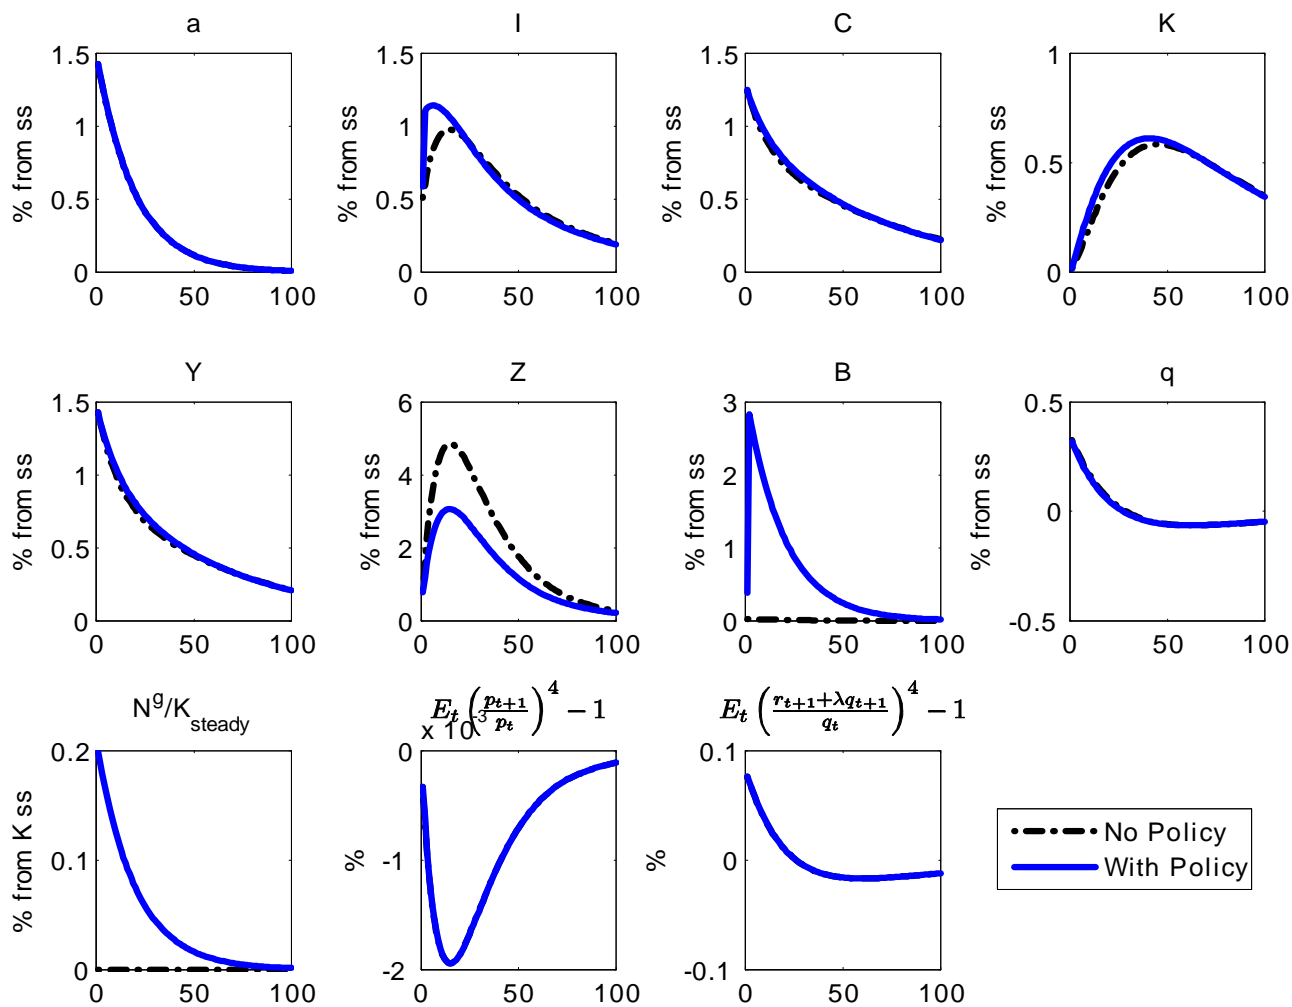 a I C K
% from ss % from ss % from ss % from ss
1.5 1.5 1.5 1
1 1 1 0.5
0.5 0.5 0.5
0 0 0 0
0 50 100 0 50 100 0 50 100 0 50 100
Y Z B q
% from ss % from ss % from ss % from ss
1.5 6 3 0.5
1 4 2 0
0.5 2 1
0 0 0 -0.5
0 50 100 0 50 100 0 50 100 0 50 100
N^g/K_steady E_t (p_{t+1}/p_t)^4 − 1 E_t (r_{t+1}+λq_{t+1}/q_t)^4 − 1
x 10^-3
% from K ss % %
0.2 0 0.1
0.1 -1 0
0 -2 -0.1
0 50 100 0 50 100 0 50 100
No Policy
With Policy